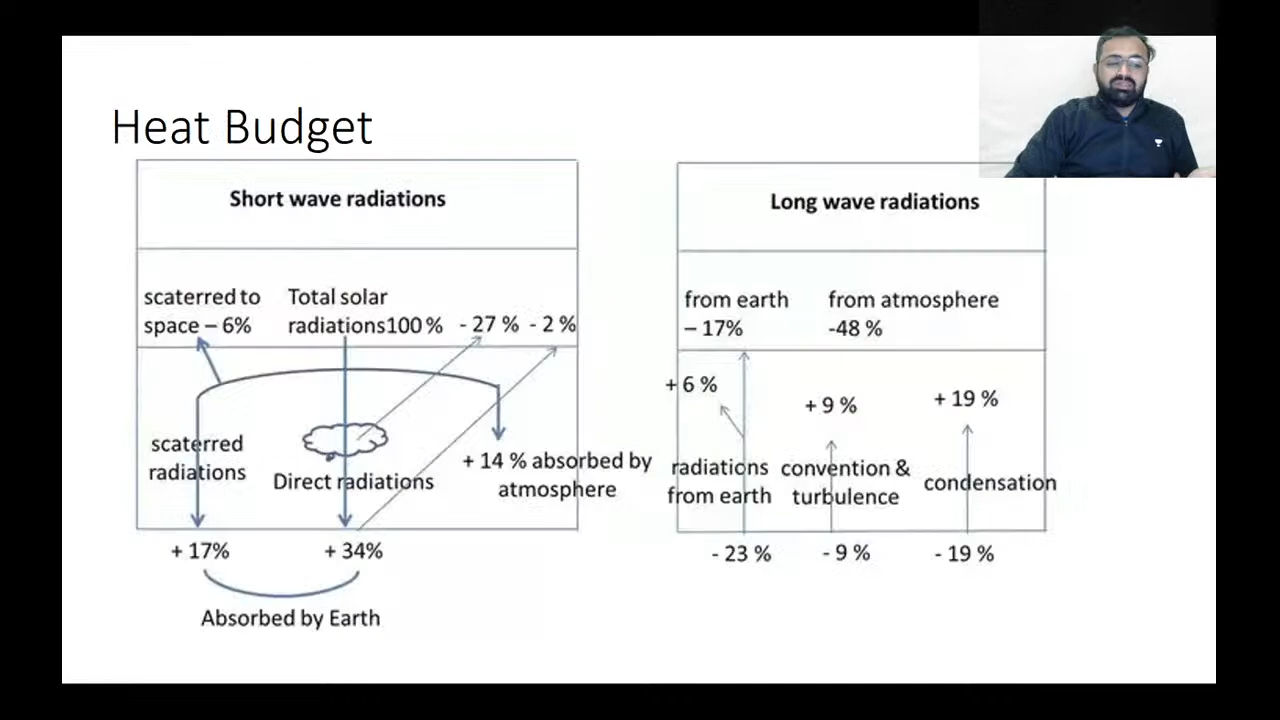 Heat Budget
Short wave radiations
scaterred to
space – 6%
Total solar
radiations100 %
- 27 %
- 2 %
scaterred
radiations
Direct radiations
+ 14 % absorbed by
atmosphere
+ 17%
+ 34%
Absorbed by Earth
Long wave radiations
from earth
– 17%
from atmosphere
-48 %
+ 6 %
+ 9 %
+ 19 %
radiations
from earth
convention &
turbulence
condensation
- 23 %
- 9 %
- 19 %